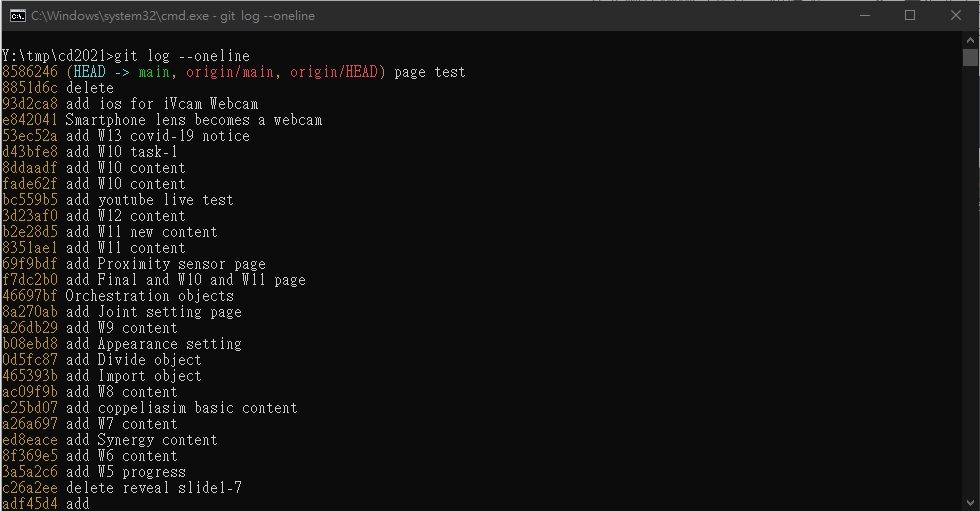 C:\Windows\system32\cmd.exe - git log --oneline
Y:\tmp\cd2021>git log --oneline
8586246 (HEAD -> main, origin/main, origin/HEAD) page test
8851d6c delete
93d2ca8 add ios for iVcam Webcam
e842041 Smartphone lens becomes a webcam
53ec52a add W13 covid-19 notice
d43bfe8 add W10 task-1
8ddaadf add W10 content
fade62f add W10 content
bc559b5 add youtube live test
3d23af0 add W12 content
b2e28d5 add W11 new content
8351ae1 add W11 content
69f9bdf add Proximity sensor page
f7dc2b0 add Final and W10 and W11 page
46697bf Orchestration objects
8a270ab add Joint setting page
a26db29 add W9 content
b08ebd8 add Appearance setting
0d5fc87 add Divide object
465393b add Import object
ac09f9b add W8 content
c25bd07 add coppeliasim basic content
a26a697 add W7 content
ed8eace add Synergy content
8f369e5 add W6 content
3a5a2c6 add W5 progress
c26a2ee delete reveal slide1-7
adf45d4 add